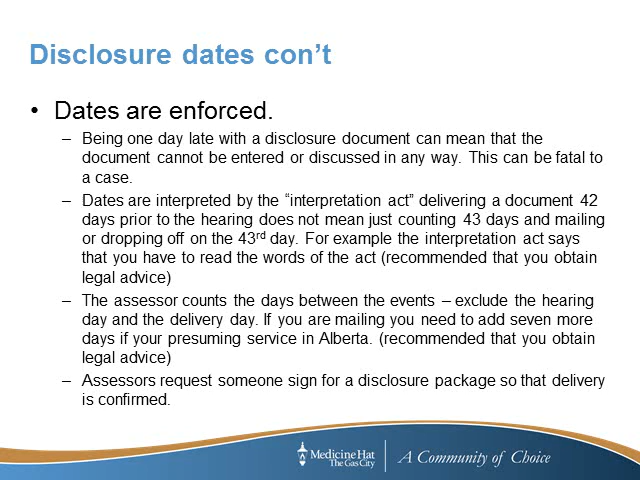 Disclosure dates con’t
• Dates are enforced.
– Being one day late with a disclosure document can mean that the
document cannot be entered or discussed in any way. This can be fatal to
a case.
– Dates are interpreted by the “interpretation act” delivering a document 42
days prior to the hearing does not mean just counting 43 days and mailing
or dropping off on the 43rd day. For example the interpretation act says
that you have to read the words of the act (recommended that you obtain
legal advice)
– The assessor counts the days between the events – exclude the hearing
day and the delivery day. If you are mailing you need to add seven more
days if your presuming service in Alberta. (recommended that you obtain
legal advice)
– Assessors request someone sign for a disclosure package so that delivery
is confirmed.
Medicine Hat
The Gas City
A Community of Choice